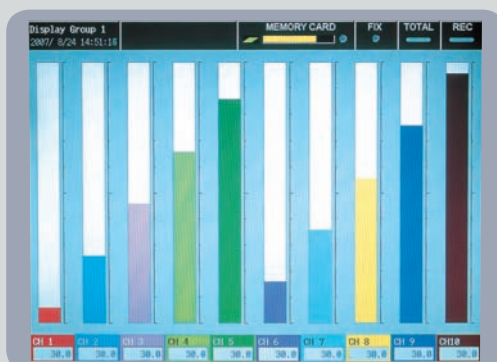 Display Group 1 MEMORY CARD FIX TOTAL REC
2007/ 8/24 14:51:16
CH 1 CH 2 CH 3 CH 4 CH 5 CH 6 CH 7 CH 8 CH 9 CH10
30.0 30.0 30.0 30.0 30.0 30.0 30.0 30.0 30.0 30.0